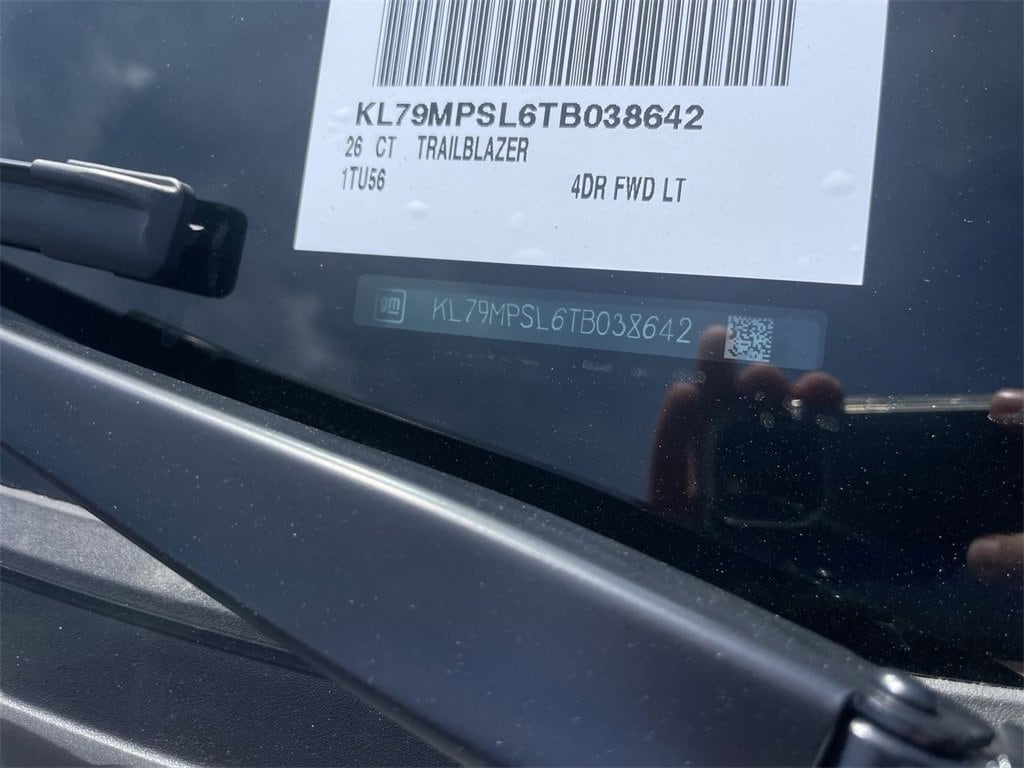 KL79MPSL6TB038642
26 CT TRAILBLAZER
1TU56 4DR FWD LT
gm KL79MPSL6TB038642